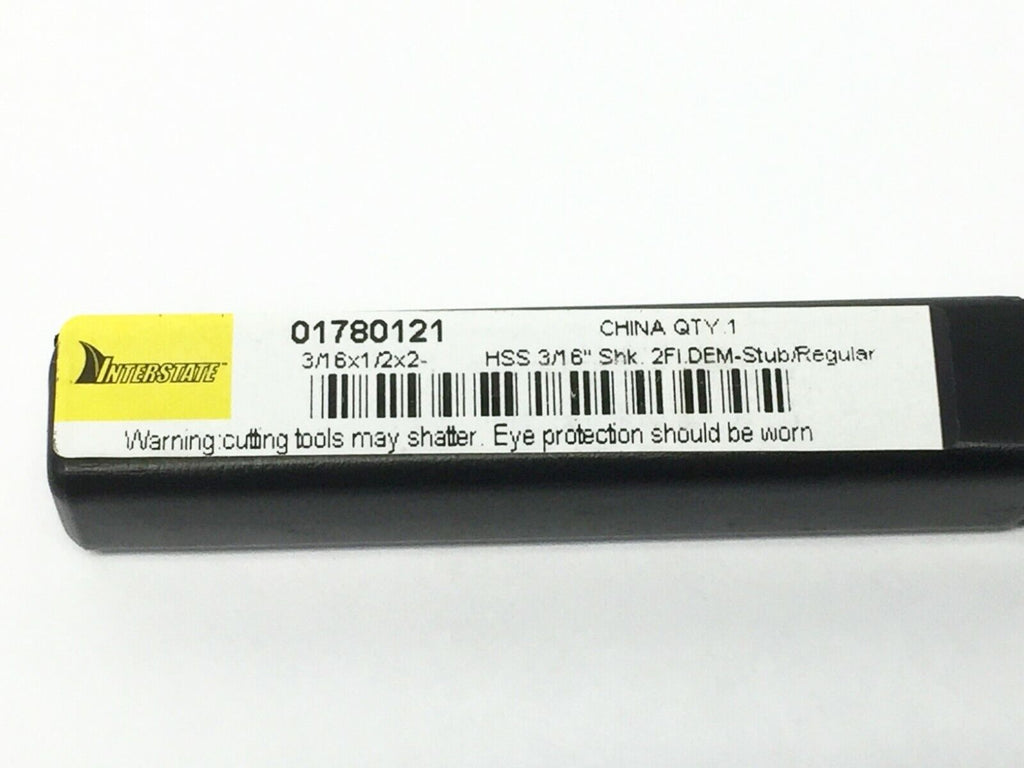 INTERSTATE™
01780121
CHINA QTY.1
3/16x1/2x2-
HSS 3/16" Shk. 2Fl.DEM-Stub/Regular
Warning:cutting tools may shatter. Eye protection should be worn